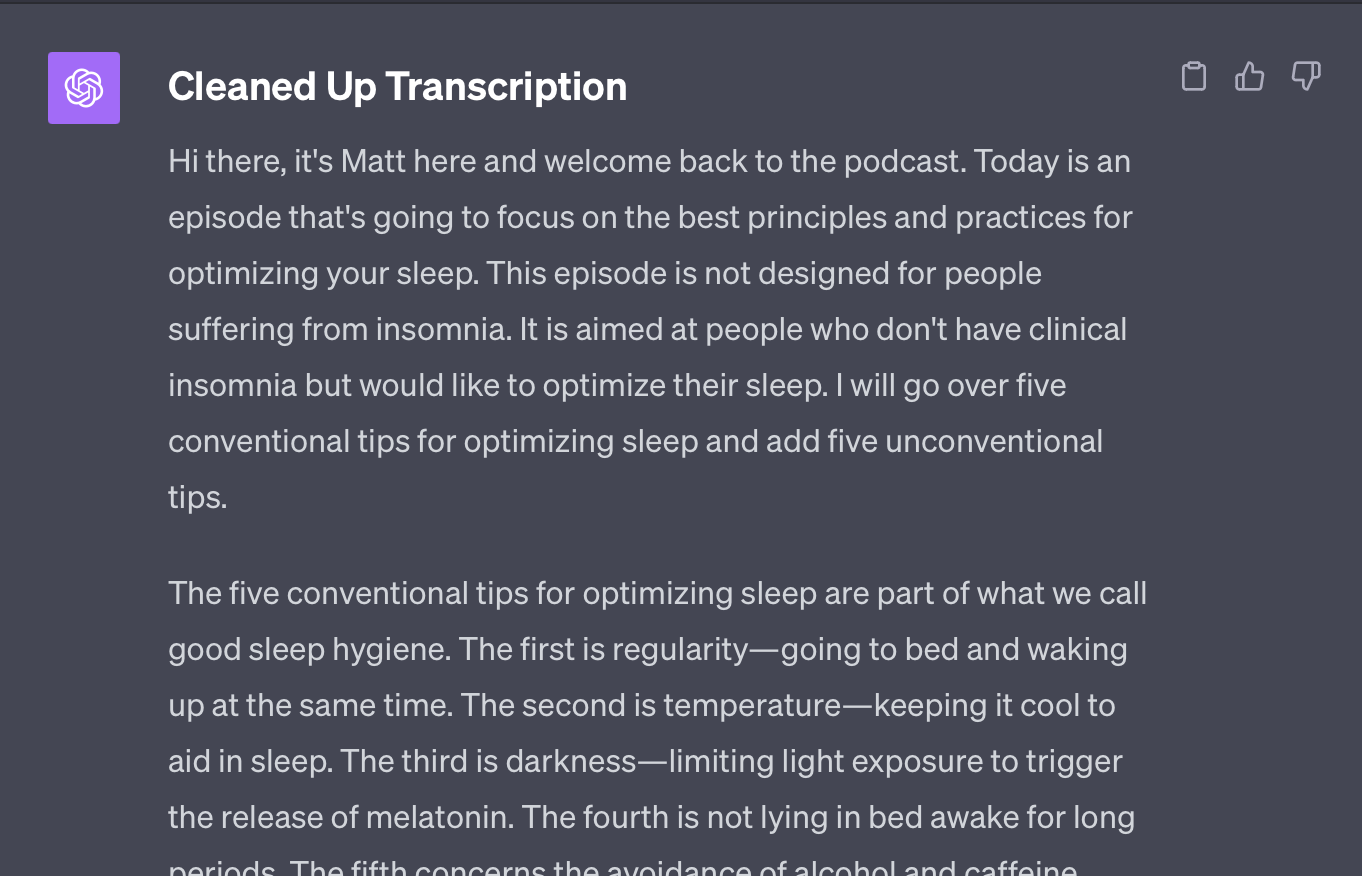 Cleaned Up Transcription
Hi there, it's Matt here and welcome back to the podcast. Today is an
episode that's going to focus on the best principles and practices for
optimizing your sleep. This episode is not designed for people
suffering from insomnia. It is aimed at people who don't have clinical
insomnia but would like to optimize their sleep. I will go over five
conventional tips for optimizing sleep and add five unconventional
tips.
The five conventional tips for optimizing sleep are part of what we call
good sleep hygiene. The first is regularity—going to bed and waking
up at the same time. The second is temperature—keeping it cool to
aid in sleep. The third is darkness—limiting light exposure to trigger
the release of melatonin. The fourth is not lying in bed awake for long
periods. The fifth concerns the avoidance of alcohol and caffeine